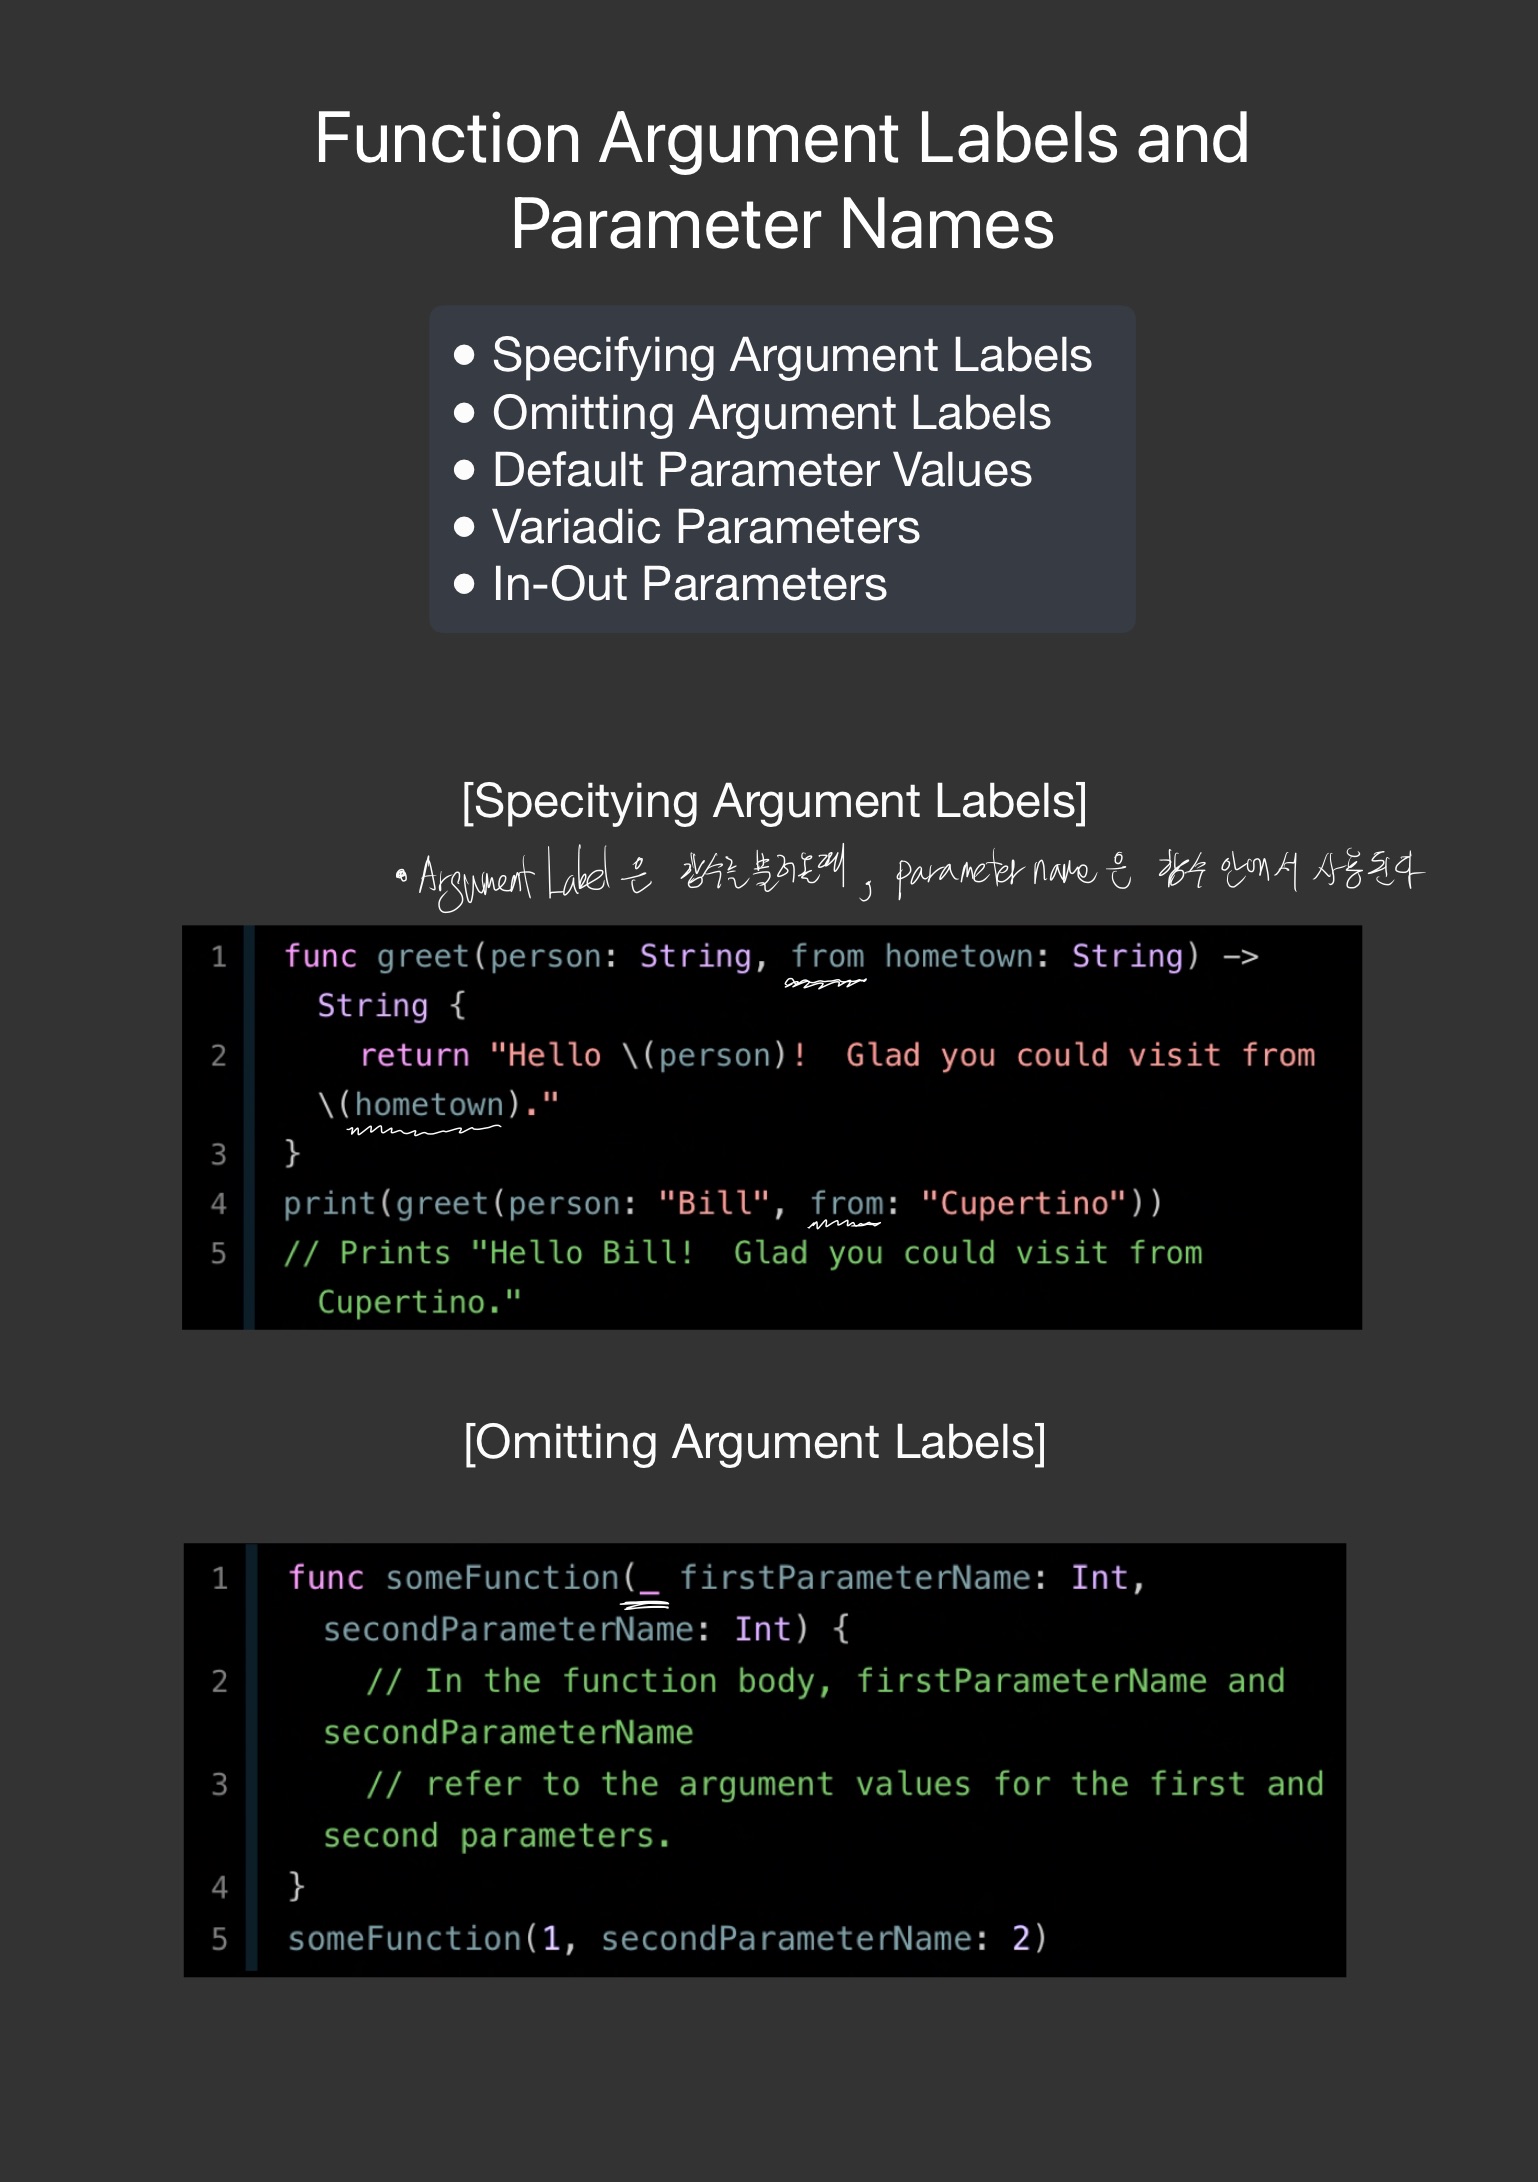 Function Argument Labels and
Parameter Names
• Specifying Argument Labels
• Omitting Argument Labels
• Default Parameter Values
• Variadic Parameters
• In-Out Parameters
[Specitying Argument Labels]
• Argument Label 은 함수를 불러올때, parameter name 은 함수 안에서 사용된다
1 func greet(person: String, from hometown: String) ->
String {
2 return "Hello \(person)!  Glad you could visit from
\(hometown)."
3 }
4 print(greet(person: "Bill", from: "Cupertino"))
5 // Prints "Hello Bill!  Glad you could visit from
Cupertino."
[Omitting Argument Labels]
1 func someFunction(_ firstParameterName: Int,
secondParameterName: Int) {
2 // In the function body, firstParameterName and
secondParameterName
3 // refer to the argument values for the first and
second parameters.
4 }
5 someFunction(1, secondParameterName: 2)